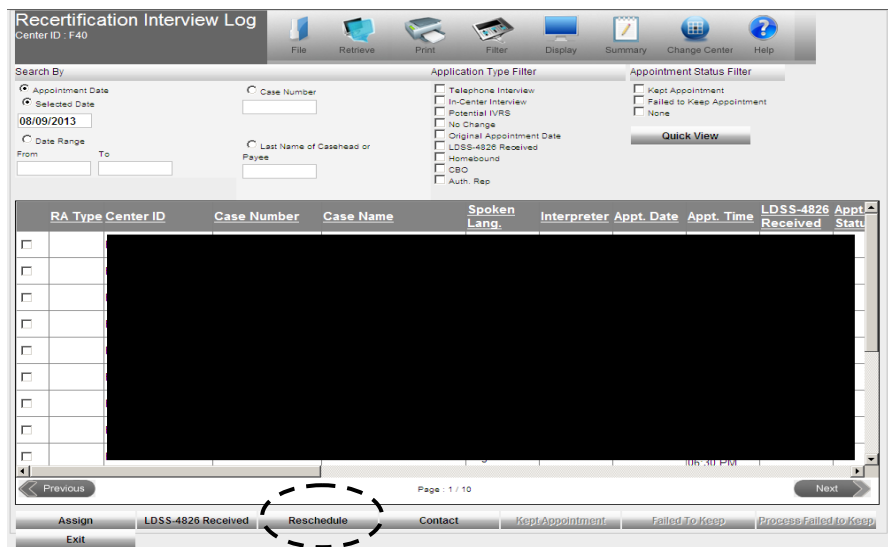 Recertification Interview Log
Center ID : F40
File Retrieve Print Filter Display Summary Change Center Help
Search By Application Type Filter Appointment Status Filter
Appointment Date Case Number Telephone Interview Kept Appointment
Selected Date In-Center Interview Failed to Keep Appointment
08/09/2013 Potential IVRS None
No Change
Date Range Last Name of Casehead or Original Appointment Date Quick View
From To Payee LDSS-4826 Received
Homebound
CBO
Auth. Rep
Spoken LDSS-4826 Appt.
RA Type Center ID Case Number Case Name Lang. Interpreter Appt. Date Appt. Time Received Statu
06:30 PM
Previous Page : 1 / 10 Next
Assign LDSS-4826 Received Reschedule Contact Kept Appointment Failed To Keep Process Failed to Keep
Exit